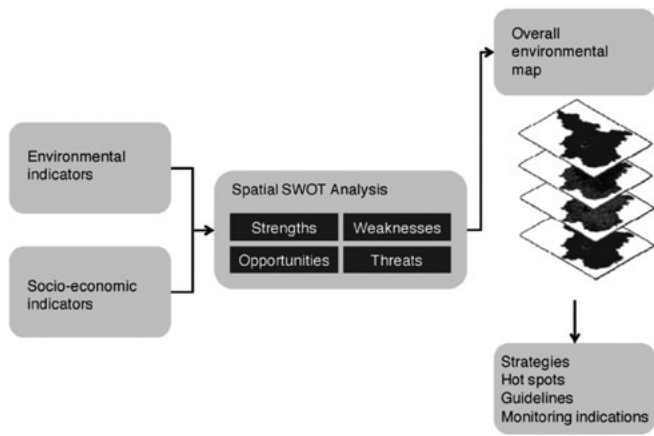 Overall
environmental
map
Environmental
indicators
Spatial SWOT Analysis
Strengths
Weaknesses
Opportunities
Threats
Socio-economic
indicators
Strategies
Hot spots
Guidelines
Monitoring indications